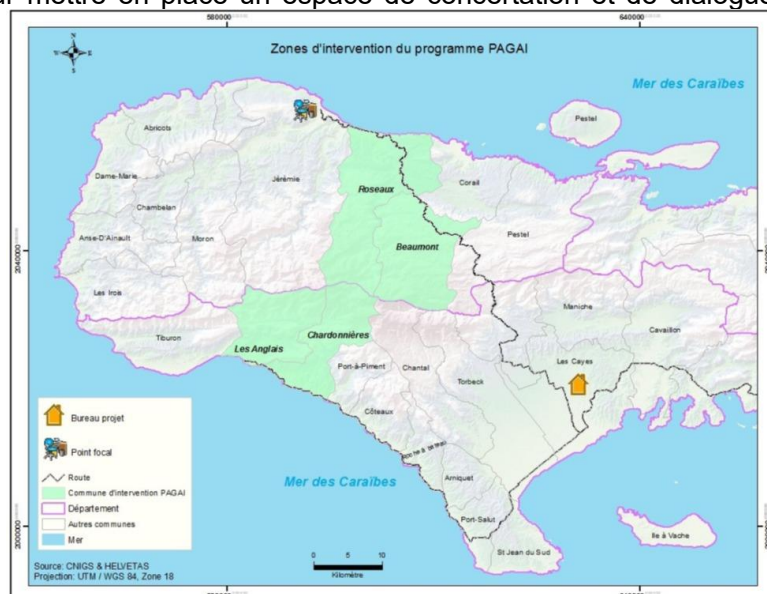 ur mettre en place un espace de concertation et de dialogue
580000
640000
Zones d'intervention du programme PAGAI
N
W
E
S
Mer des Caraïbes
Pestel
Abricots
Jérémie
Roseaux
Corail
Dame-Marie
Chambelan
Anse-D'Ainault
Moron
Beaumont
Pestel
2040000
Les Irois
Maniche
Cavaillon
Tiburon
Chardonnières
Les Anglais
Port-à-Piment
Chantal
Torbeck
Les Cayes
Côteaux
Arniquet
Port-Salut
St Jean du Sud
Ile à Vache
Mer des Caraïbes
2000000
Bureau projet
Point focal
Route
Commune d'intervention PAGAI
Département
Autres communes
Mer
Source: CNIGS & HELVETAS
Projection: UTM / WGS 84, Zone 18
0 5 10
Kilomètre